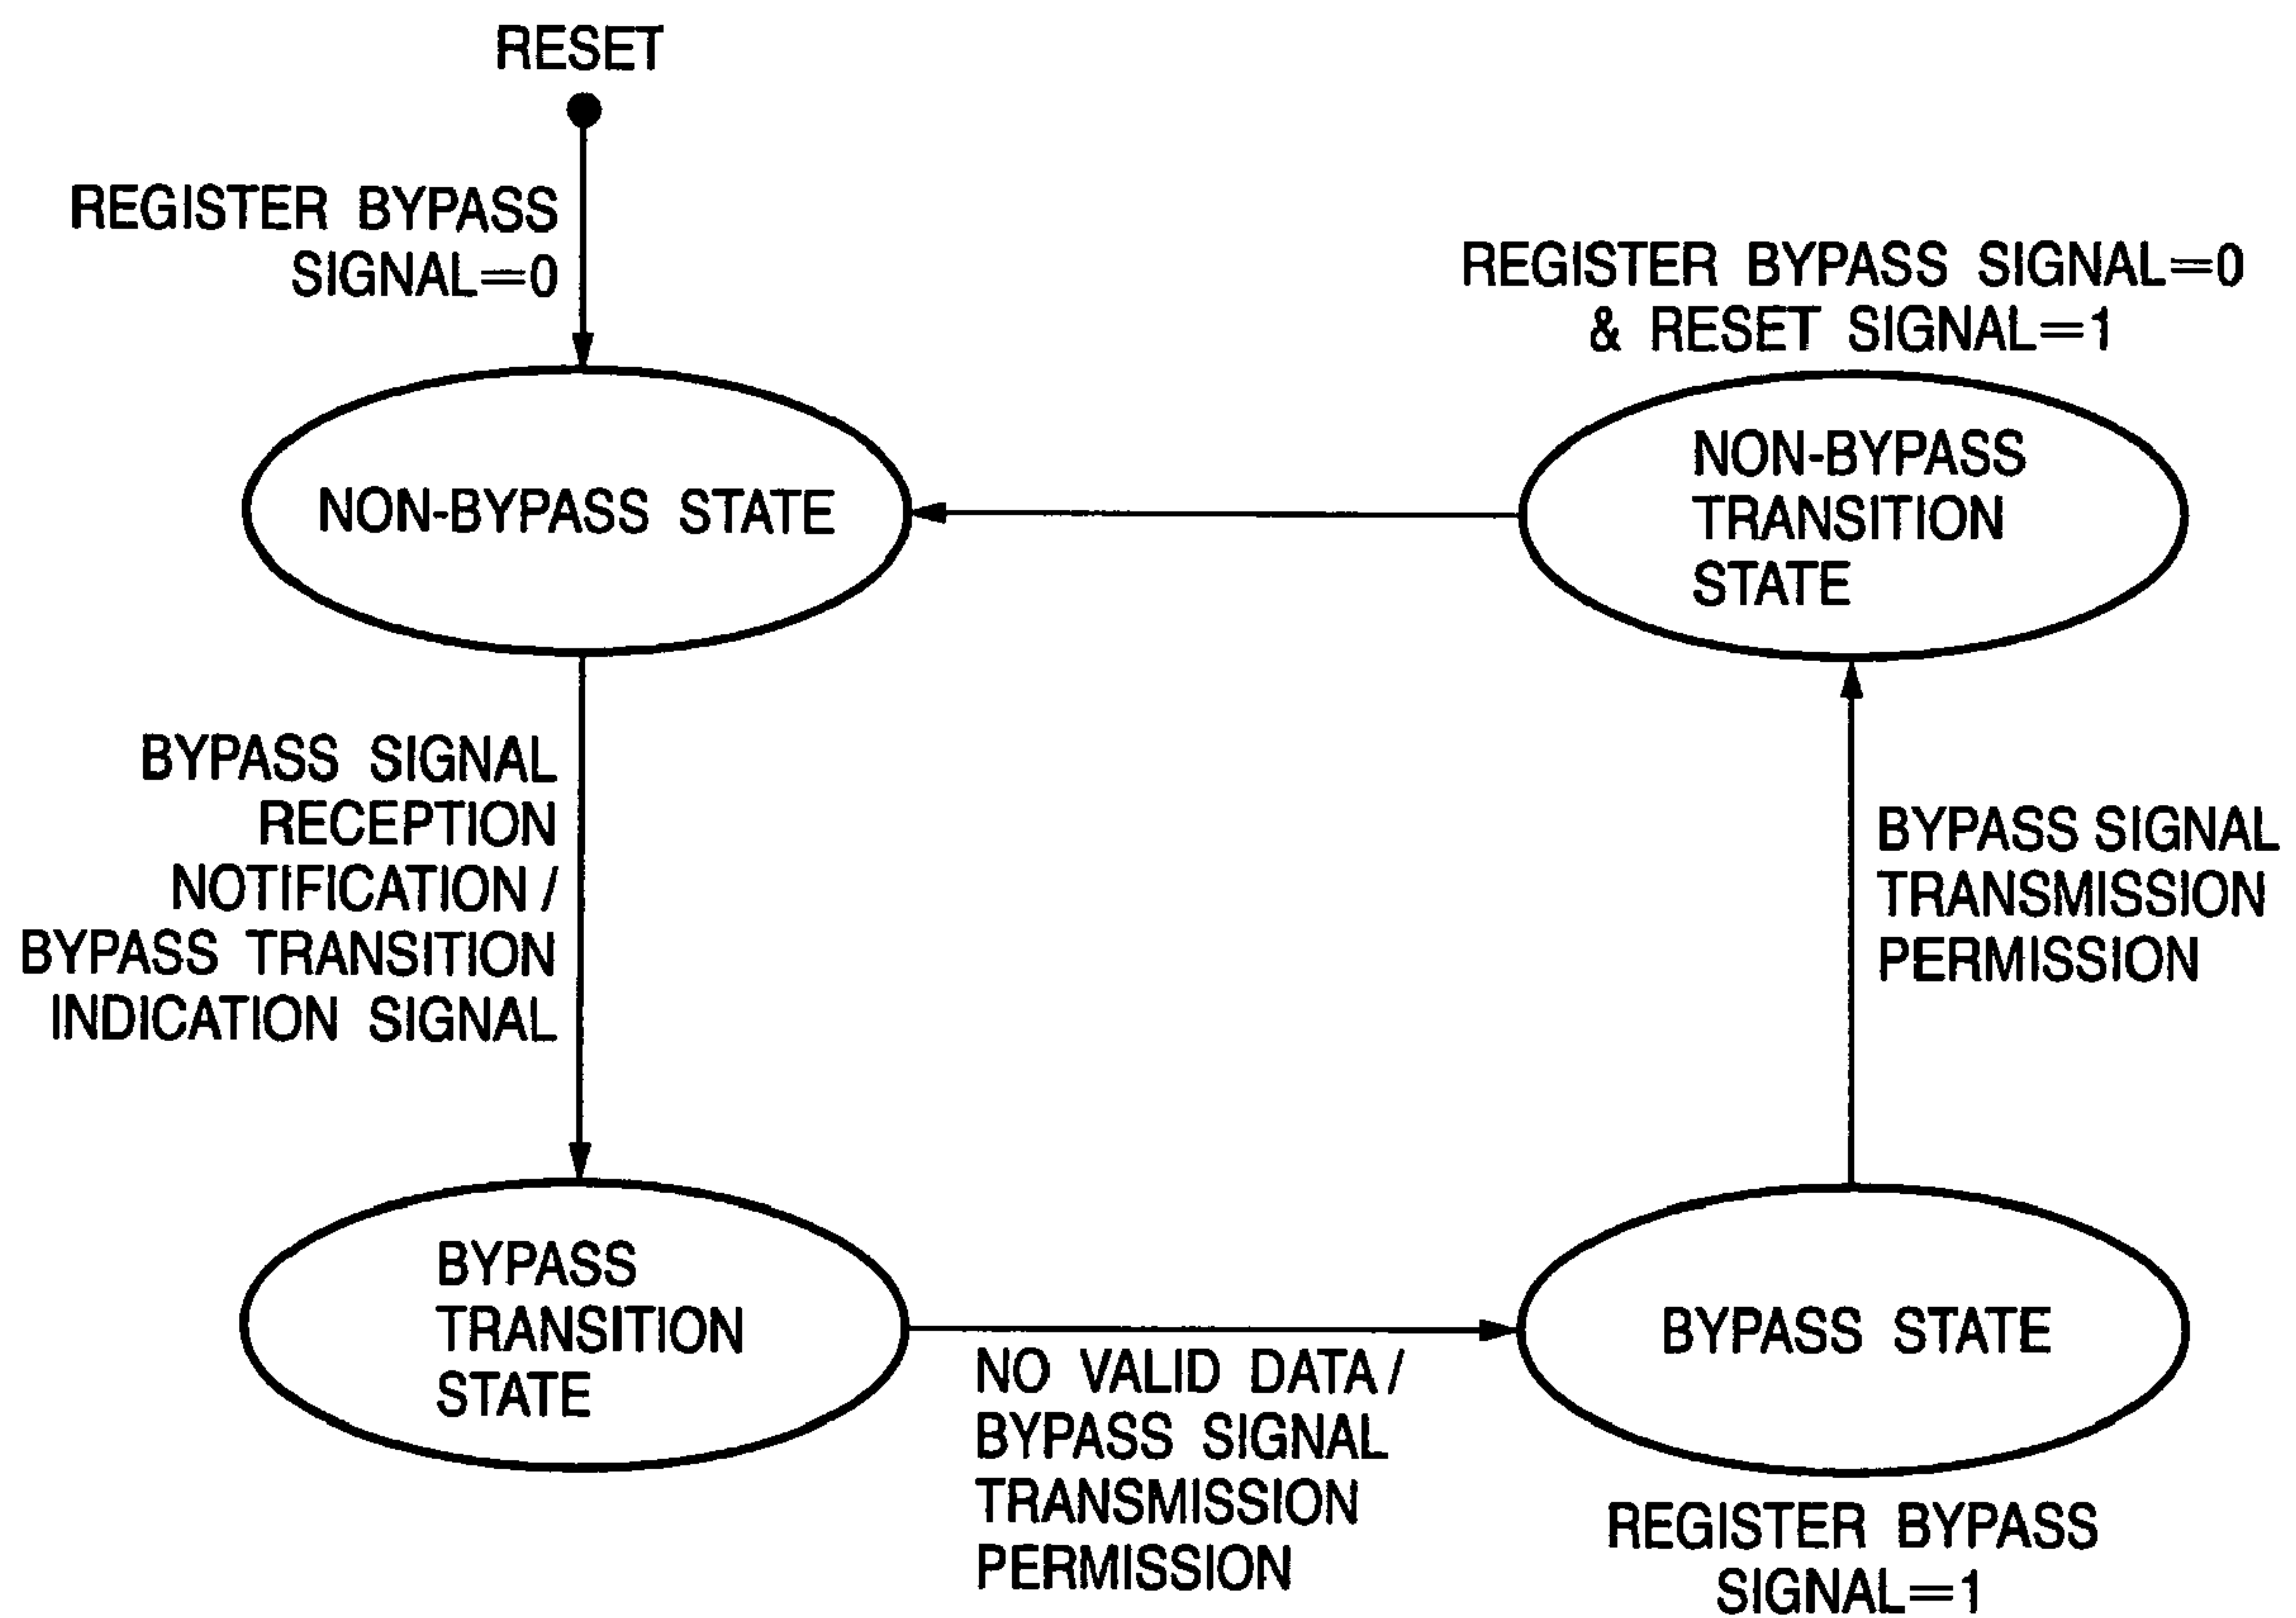 RESET
REGISTER BYPASS
SIGNAL=0
REGISTER BYPASS SIGNAL=0
& RESET SIGNAL=1
NON-BYPASS STATE
NON-BYPASS
TRANSITION
STATE
BYPASS SIGNAL
RECEPTION
NOTIFICATION /
BYPASS TRANSITION
INDICATION SIGNAL
BYPASS SIGNAL
TRANSMISSION
PERMISSION
BYPASS
TRANSITION
STATE
NO VALID DATA /
BYPASS SIGNAL
TRANSMISSION
PERMISSION
BYPASS STATE
REGISTER BYPASS
SIGNAL=1